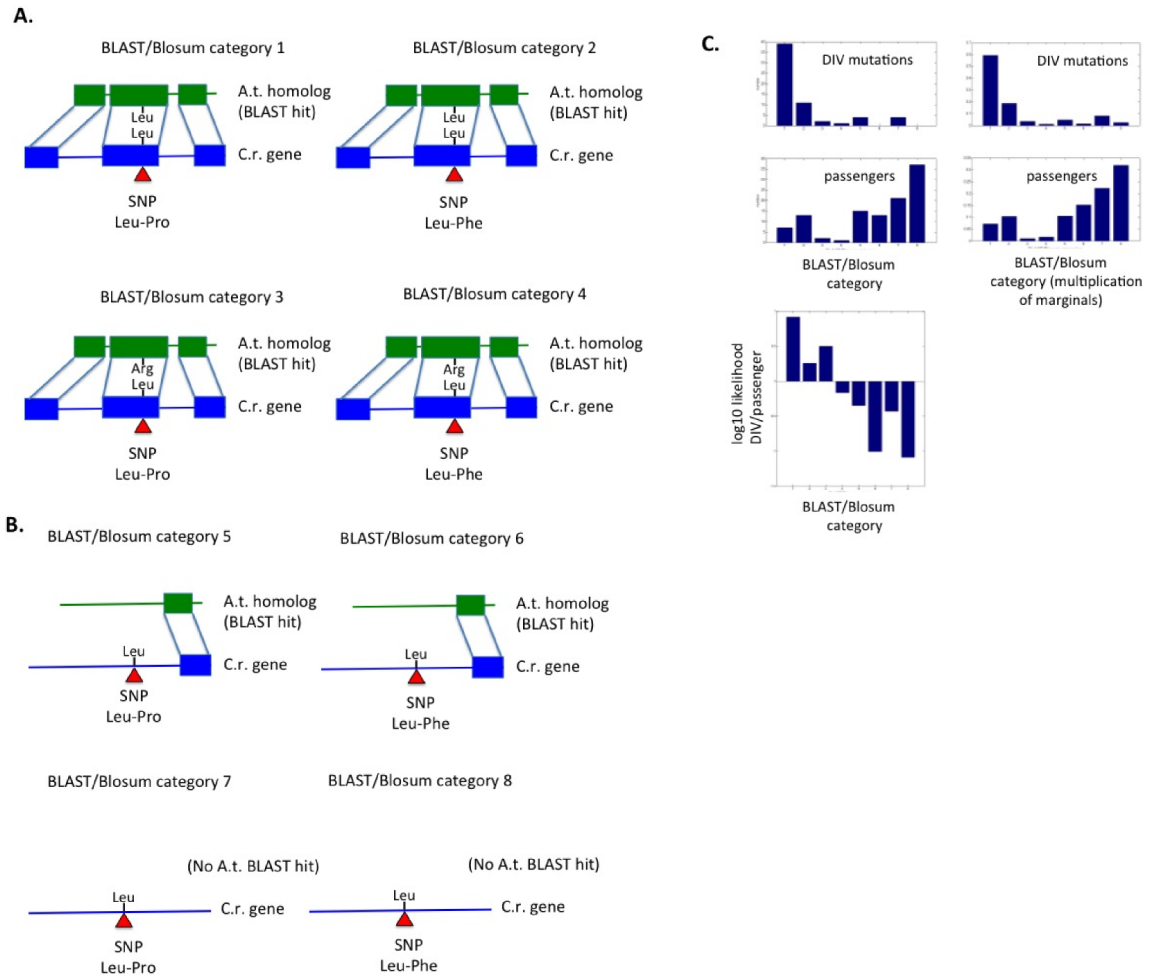 A.
BLAST/Blosum category 1
A.t. homolog
(BLAST hit)
Leu
Leu
C.r. gene
SNP
Leu-Pro
BLAST/Blosum category 2
A.t. homolog
(BLAST hit)
Leu
Leu
C.r. gene
SNP
Leu-Phe
BLAST/Blosum category 3
A.t. homolog
(BLAST hit)
Arg
Leu
C.r. gene
SNP
Leu-Pro
BLAST/Blosum category 4
A.t. homolog
(BLAST hit)
Arg
Leu
C.r. gene
SNP
Leu-Phe
B.
BLAST/Blosum category 5
A.t. homolog
(BLAST hit)
Leu
C.r. gene
SNP
Leu-Pro
BLAST/Blosum category 6
A.t. homolog
(BLAST hit)
Leu
C.r. gene
SNP
Leu-Phe
BLAST/Blosum category 7
(No A.t. BLAST hit)
Leu
C.r. gene
SNP
Leu-Pro
BLAST/Blosum category 8
(No A.t. BLAST hit)
Leu
C.r. gene
SNP
Leu-Phe
C.
DIV mutations
DIV mutations
passengers
passengers
BLAST/Blosum
category
BLAST/Blosum
category (multiplication
of marginals)
log10 likelihood
DIV/passenger
BLAST/Blosum
category